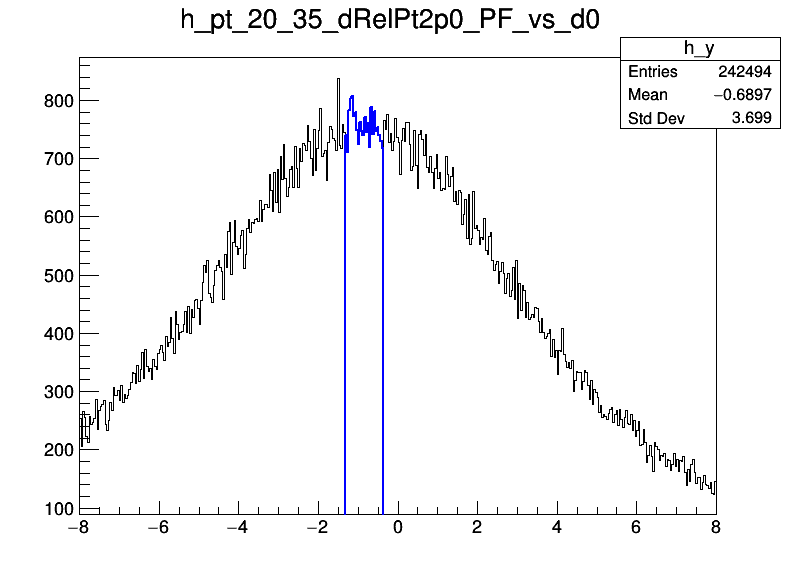 h_pt_20_35_dRelPt2p0_PF_vs_d0
h_y
Entries 242494
Mean −0.6897
Std Dev 3.699
800
700
600
500
400
300
200
100
−8 −6 −4 −2 0 2 4 6 8